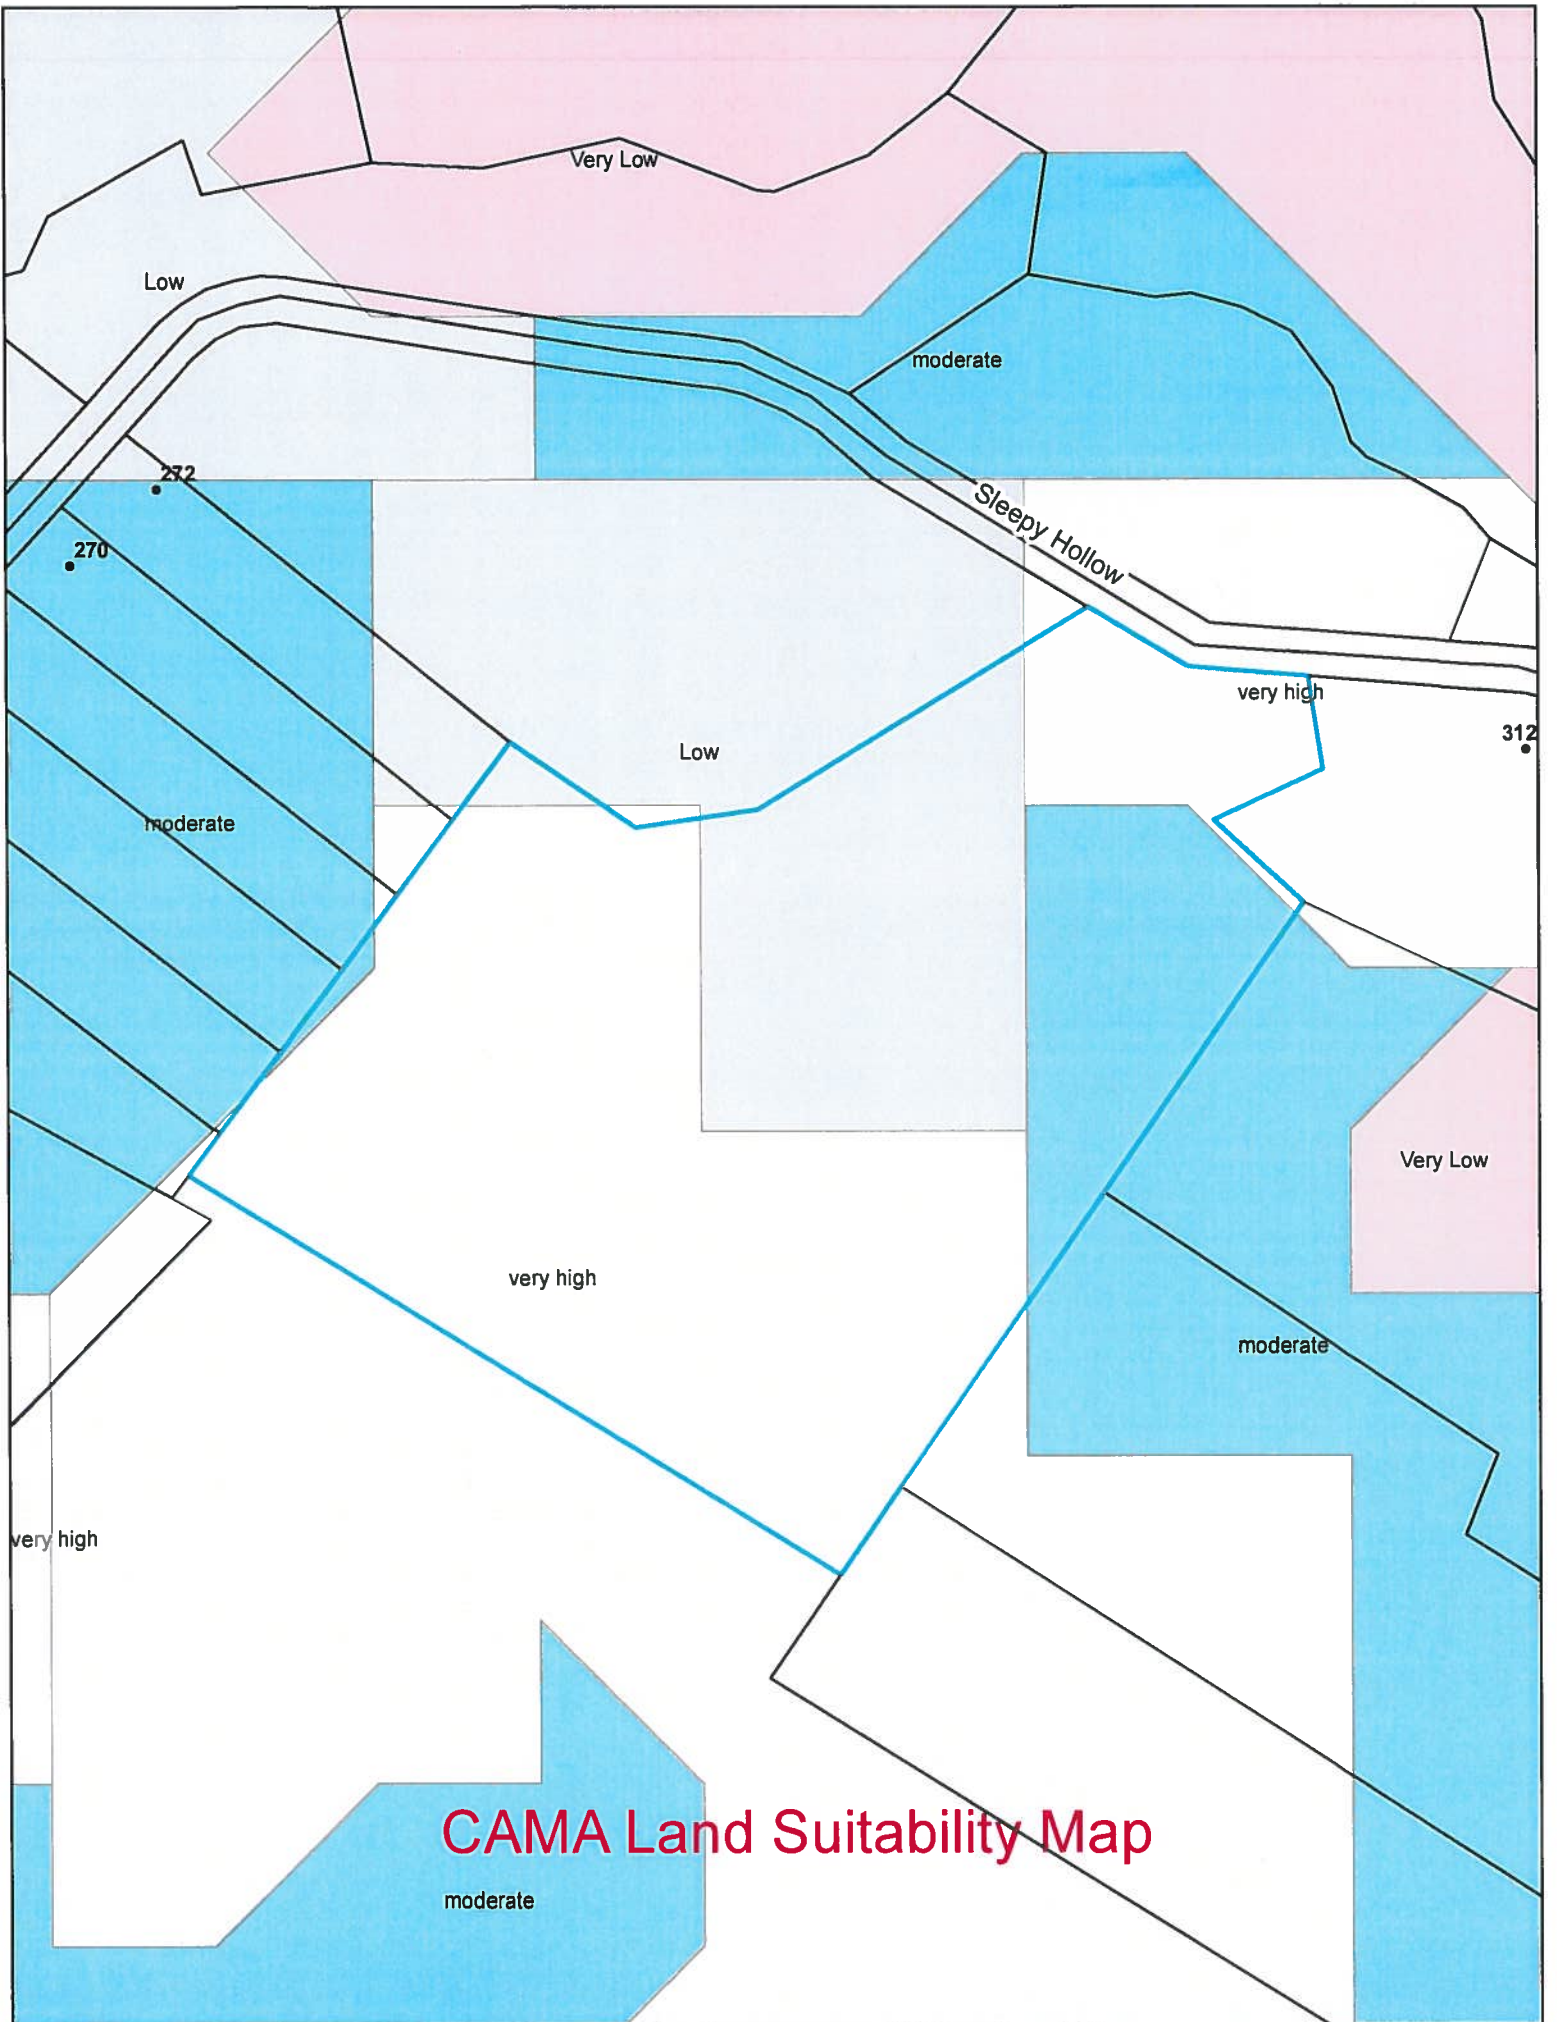 Very Low
Low
moderate
272
Sleepy Hollow
270
very high
312
Low
moderate
Very Low
very high
moderate
very high
CAMA Land Suitability Map
moderate